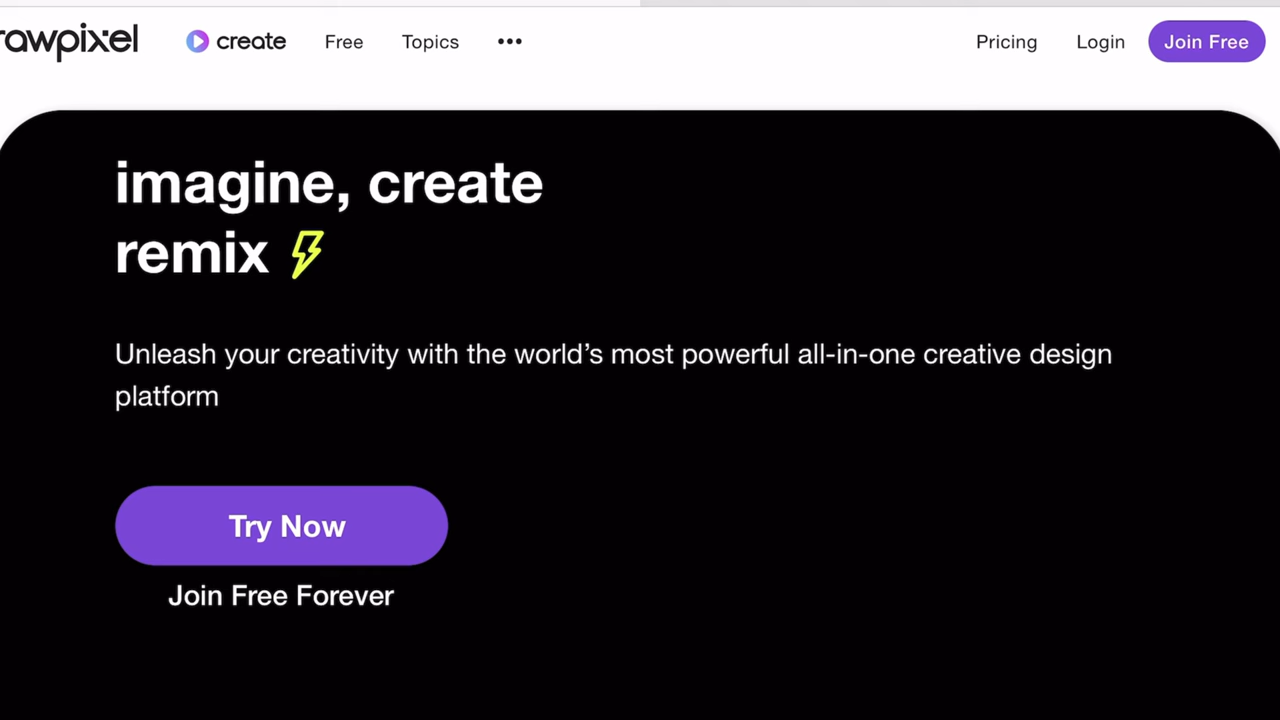 rawpixel
create
Free
Topics
•••
Pricing
Login
Join Free
imagine, create
remix
Unleash your creativity with the world’s most powerful all-in-one creative design
platform
Try Now
Join Free Forever